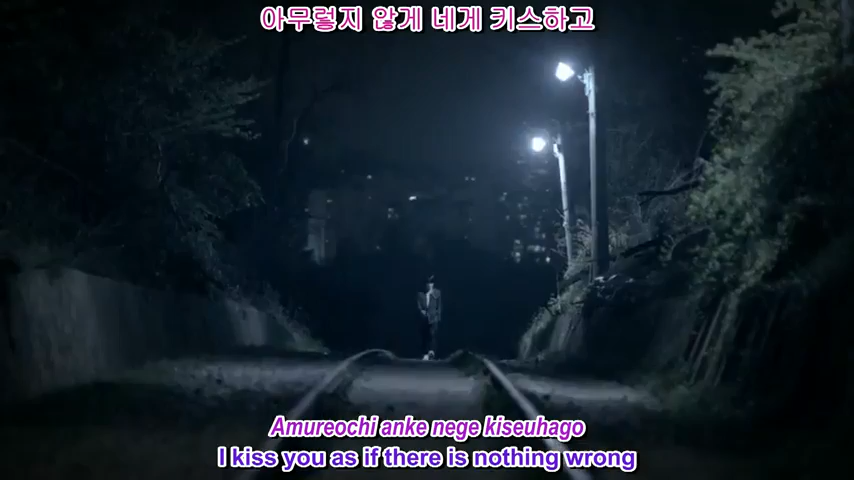 아무렇지 않게 네게 키스하고
Amureochi anke nege kiseuhago
I kiss you as if there is nothing wrong